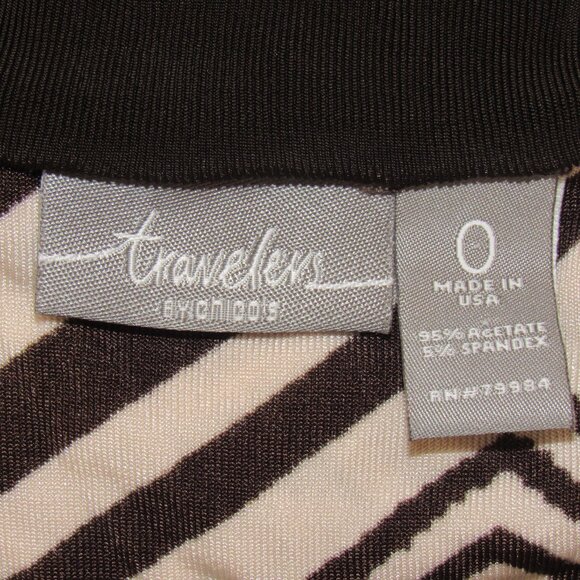 travelers
BY CHICO'S
0
MADE IN
USA
95% ACETATE
5% SPANDEX
RN#79984